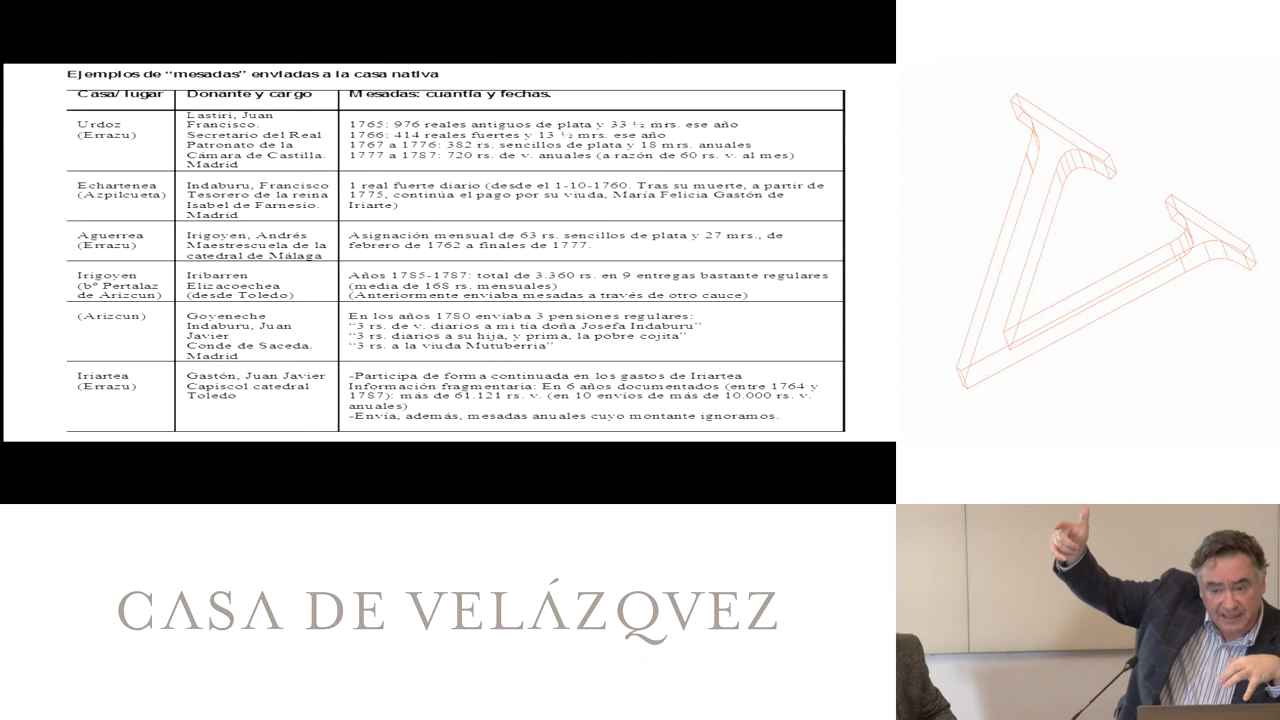 Ejemplos de “mesadas” enviadas a la casa nativa
Casa/lugar
Donante y cargo
Mesadas: cuantía y fechas.
Urdoz
(Errazu)
Lastiri, Juan
Francisco.
Secretario del Real
Patronato de la
Cámara de Castilla.
Madrid
1765: 976 reales antiguos de plata y 33 ½ mrs. ese año
1766: 414 reales fuertes y 13 ½ mrs. ese año
1767 a 1776: 382 rs. sencillos de plata y 18 mrs. anuales
1777 a 1787: 720 rs. de v. anuales (a razón de 60 rs. v. al mes)
Echartenea
(Azpilcueta)
Indaburu, Francisco
Tesorero de la reina
Isabel de Farnesio.
Madrid
1 real fuerte diario (desde el 1-10-1760. Tras su muerte, a partir de
1775, continúa el pago por su viuda, María Felicia Gastón de
Iriarte)
Aguerrea
(Errazu)
Irigoyen, Andrés
Maestrescuela de la
catedral de Málaga
Asignación mensual de 63 rs. sencillos de plata y 27 mrs., de
febrero de 1762 a finales de 1777.
Irigoyen
(bº Pertalaz
de Arizcun)
Iribarren
Elizacoechea
(desde Toledo)
Años 1785-1787: total de 3.360 rs. en 9 entregas bastante regulares
(media de 168 rs. mensuales)
(Anteriormente enviaba mesadas a través de otro cauce)
(Arizcun)
Goyeneche
Indaburu, Juan
Javier
Conde de Saceda.
Madrid
En los años 1780 enviaba 3 pensiones regulares:
“3 rs. de v. diarios a mi tía doña Josefa Indaburu”
“3 rs. diarios a su hija, y prima, la pobre cojita”
“3 rs. a la viuda Mutuberria”
Iriartea
(Errazu)
Gastón, Juan Javier
Capiscol catedral
Toledo
-Participa de forma continuada en los gastos de Iriartea
Información fragmentaria: En 6 años documentados (entre 1764 y
1787): más de 61.121 rs. v. (en 10 envíos de más de 10.000 rs. v.
anuales)
-Envía, además, mesadas anuales cuyo montante ignoramos.
CASA DE VELÁZQVEZ